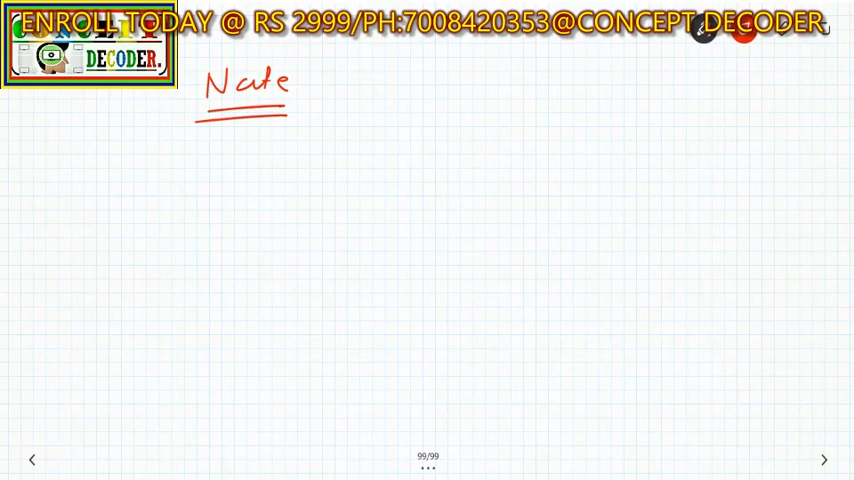 ENROLL TODAY @ RS 2999/PH:7008420353@CONCEPT DECODER
DECODER.
Note
99/99